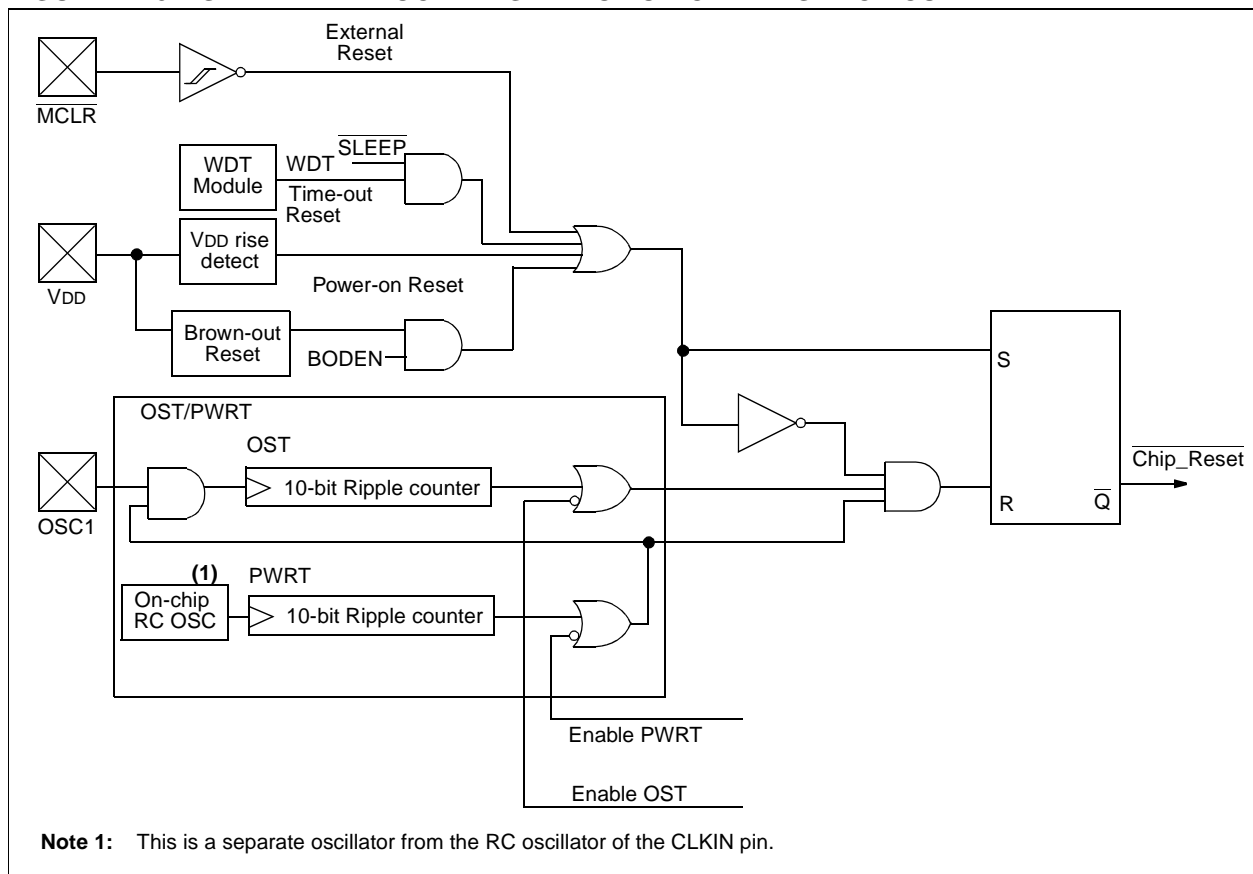 External
Reset
MCLR
SLEEP
WDT
Module
WDT
Time-out
Reset
VDD rise
detect
VDD
Power-on Reset
Brown-out
Reset
BODEN
S
OST/PWRT
OST
Chip_Reset
10-bit Ripple counter
OSC1
R
Q
(1)
PWRT
On-chip
RC OSC
10-bit Ripple counter
Enable PWRT
Enable OST
Note 1: This is a separate oscillator from the RC oscillator of the CLKIN pin.